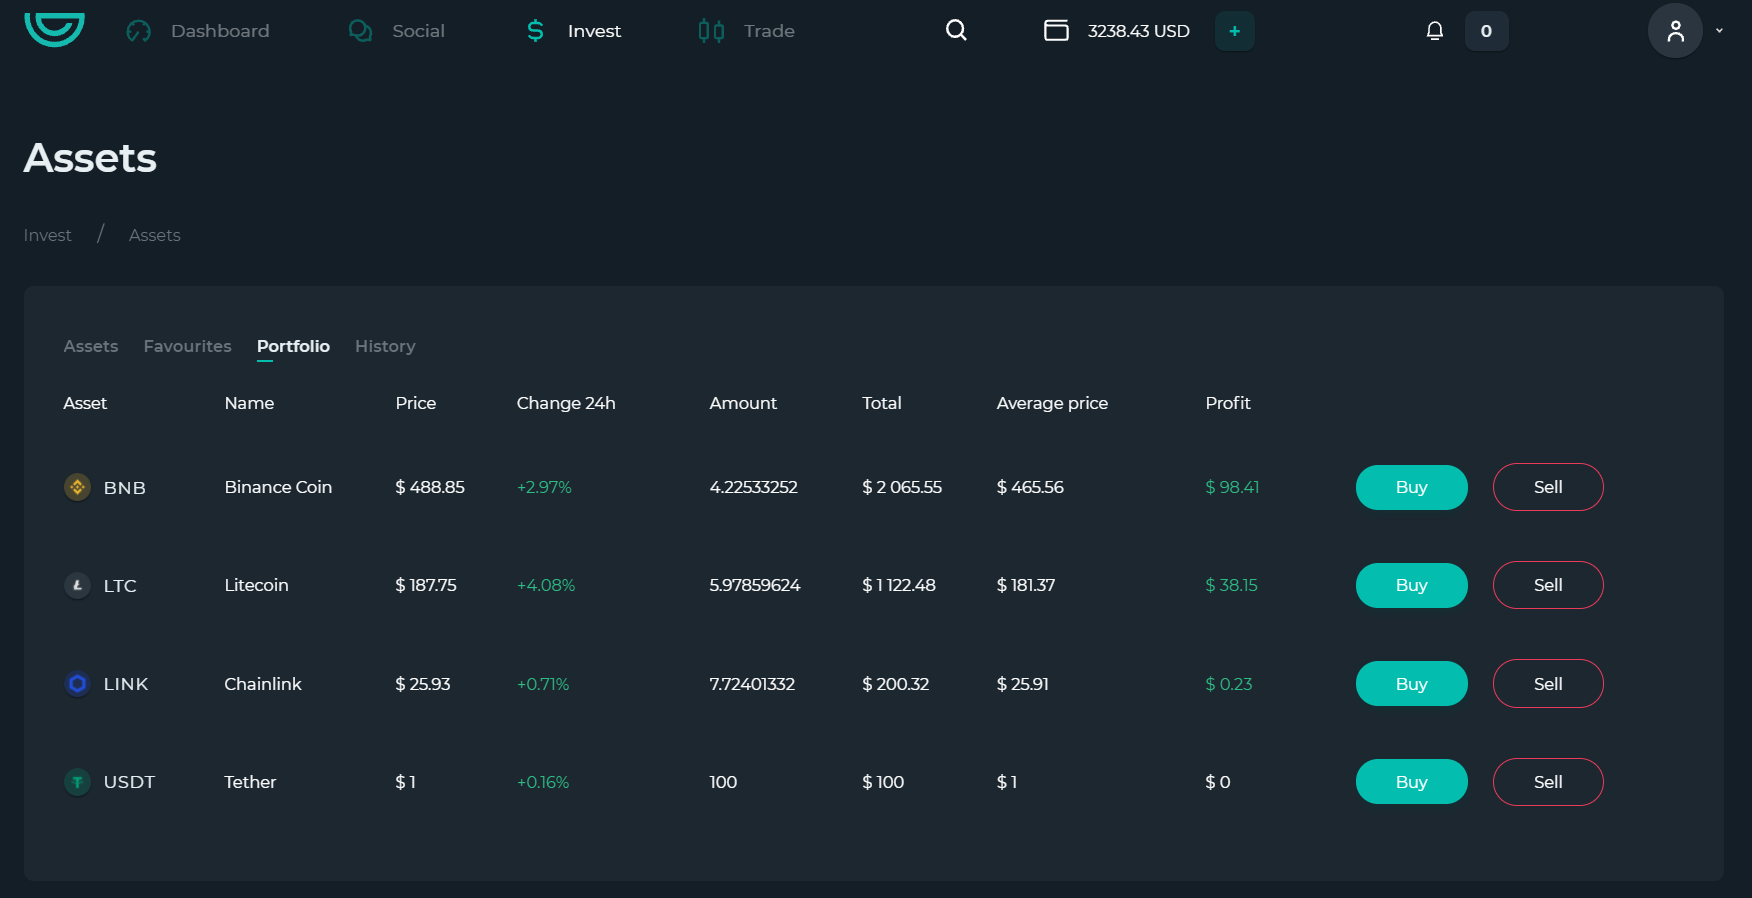 Dashboard Social Invest Trade 3238.43 USD + 0
Assets
Invest / Assets
Assets Favourites Portfolio History
Asset Name Price Change 24h Amount Total Average price Profit
BNB Binance Coin $ 488.85 +2.97% 4.22533252 $ 2 065.55 $ 465.56 $ 98.41 Buy Sell
LTC Litecoin $ 187.75 +4.08% 5.97859624 $ 1 122.48 $ 181.37 $ 38.15 Buy Sell
LINK Chainlink $ 25.93 +0.71% 7.72401332 $ 200.32 $ 25.91 $ 0.23 Buy Sell
USDT Tether $ 1 +0.16% 100 $ 100 $ 1 $ 0 Buy Sell